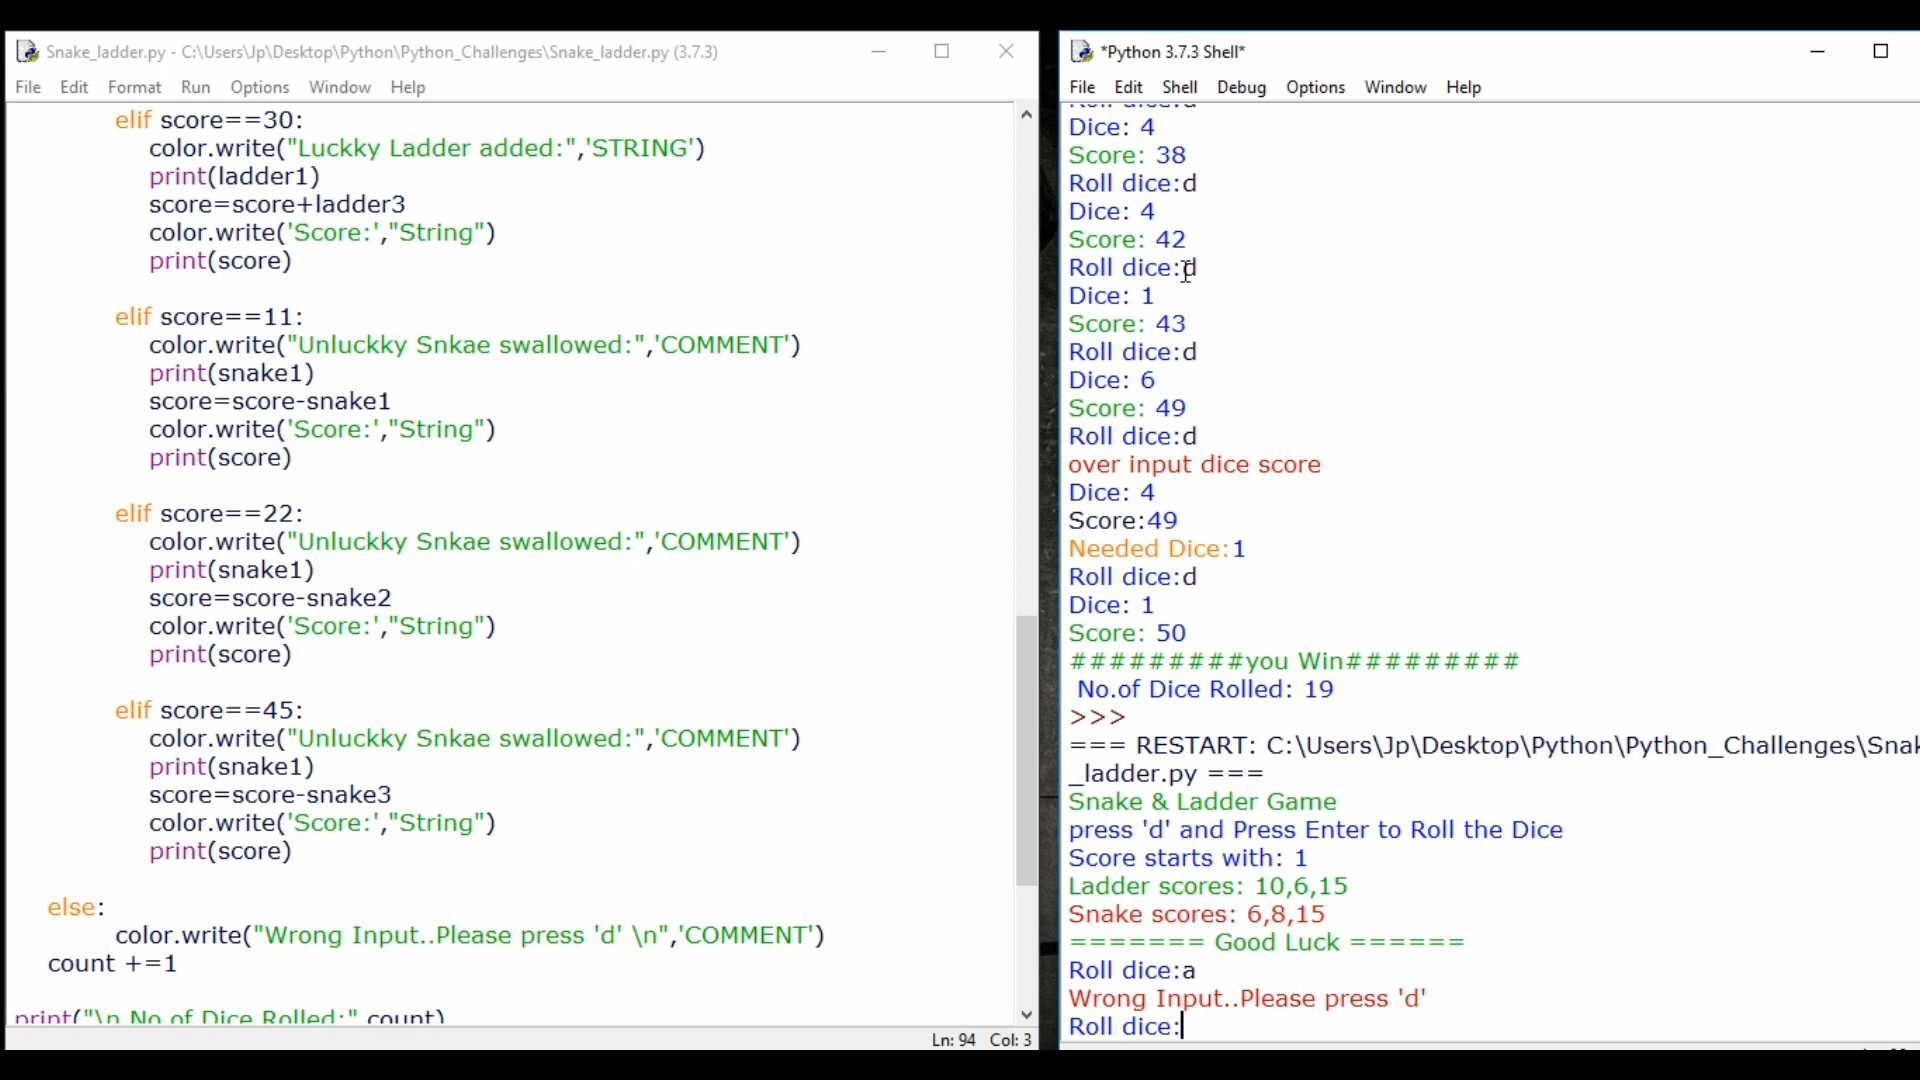 Snake_ladder.py - C:\Users\Jp\Desktop\Python\Python_Challenges\Snake_ladder.py (3.7.3)
File Edit Format Run Options Window Help
elif score==30:
color.write("Luckky Ladder added:",'STRING')
print(ladder1)
score=score+ladder3
color.write('Score:',"String")
print(score)
elif score==11:
color.write("Unluckky Snkae swallowed:",'COMMENT')
print(snake1)
score=score-snake1
color.write('Score:',"String")
print(score)
elif score==22:
color.write("Unluckky Snkae swallowed:",'COMMENT')
print(snake1)
score=score-snake2
color.write('Score:',"String")
print(score)
elif score==45:
color.write("Unluckky Snkae swallowed:",'COMMENT')
print(snake1)
score=score-snake3
color.write('Score:',"String")
print(score)
else:
color.write("Wrong Input..Please press 'd' \n",'COMMENT')
count +=1
print("\n No.of Dice Rolled:",count)
Ln: 94 Col: 3
*Python 3.7.3 Shell*
File Edit Shell Debug Options Window Help
Roll dice:d
Dice: 4
Score: 38
Roll dice:d
Dice: 4
Score: 42
Roll dice:d
Dice: 1
Score: 43
Roll dice:d
Dice: 6
Score: 49
Roll dice:d
over input dice score
Dice: 4
Score:49
Needed Dice:1
Roll dice:d
Dice: 1
Score: 50
#########you Win#########
No.of Dice Rolled: 19
>>>
=== RESTART: C:\Users\Jp\Desktop\Python\Python_Challenges\Snak
_ladder.py ===
Snake & Ladder Game
press 'd' and Press Enter to Roll the Dice
Score starts with: 1
Ladder scores: 10,6,15
Snake scores: 6,8,15
======= Good Luck ======
Roll dice:a
Wrong Input..Please press 'd'
Roll dice: